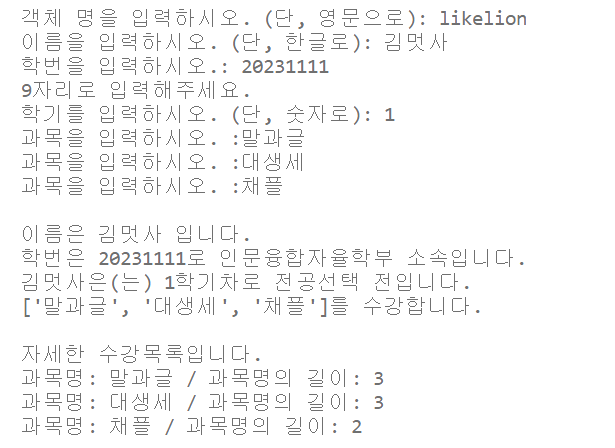 객체 명을 입력하시오. (단, 영문으로): likelion
이름을 입력하시오. (단, 한글로): 김멋사
학번을 입력하시오.: 20231111
9자리로 입력해주세요.
학기를 입력하시오. (단, 숫자로): 1
과목을 입력하시오. :말과글
과목을 입력하시오. :대생세
과목을 입력하시오. :채플
이름은 김멋사 입니다.
학번은 20231111로 인문융합자율학부 소속입니다.
김멋사은(는) 1학기차로 전공선택 전입니다.
['말과글', '대생세', '채플']를 수강합니다.
자세한 수강목록입니다.
과목명: 말과글 / 과목명의 길이: 3
과목명: 대생세 / 과목명의 길이: 3
과목명: 채플 / 과목명의 길이: 2